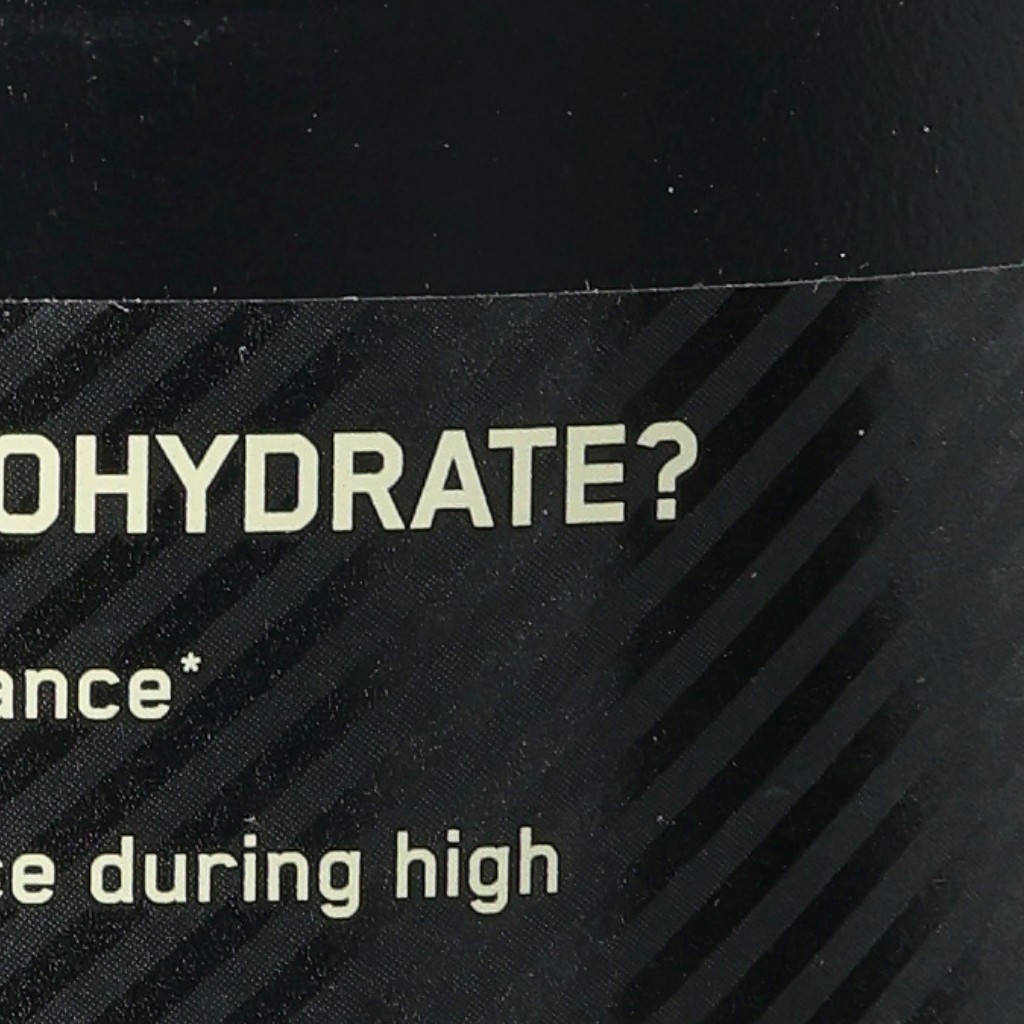 OHYDRATE?
ance*
ce during high